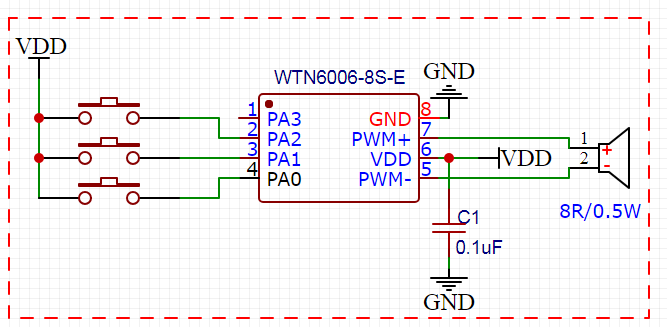 VDD
WTN6006-8S-E
GND
1
PA3
GND
8
2
PA2
PWM+
7
3
PA1
VDD
6
VDD
4
PA0
PWM-
5
1
+
2
-
8R/0.5W
C1
0.1uF
GND